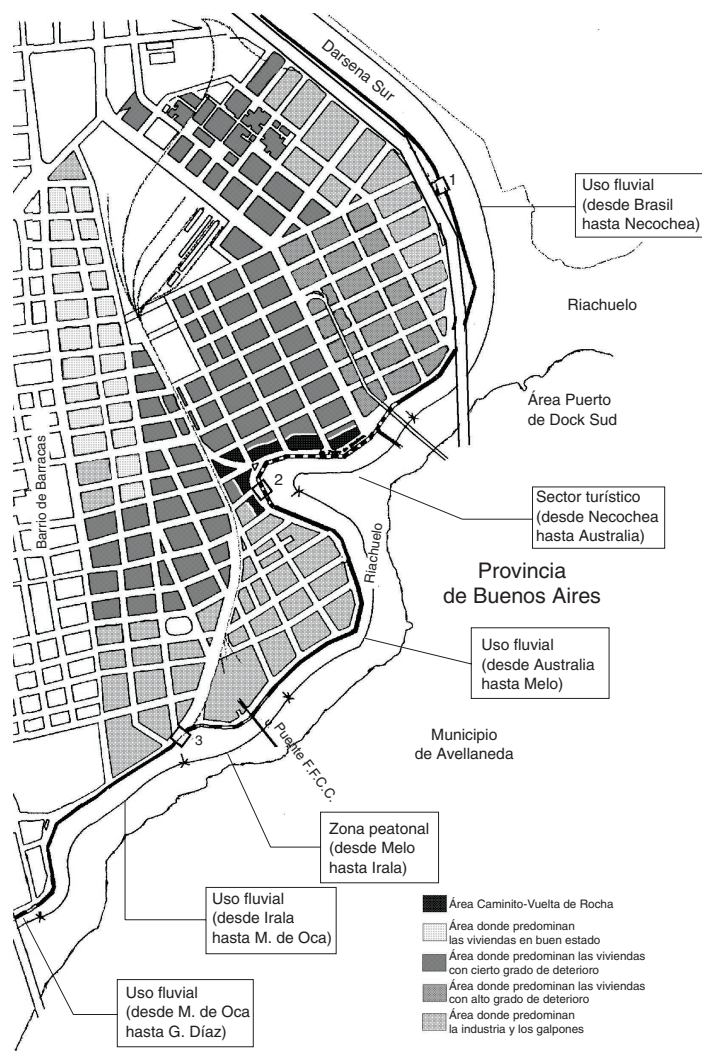 Darsena Sur
1
Uso fluvial
(desde Brasil
hasta Necochea)
Riachuelo
Área Puerto
de Dock Sud
Barrio de Barracas
2
Sector turístico
(desde Necochea
hasta Australia)
Riachuelo
Provincia
de Buenos Aires
Uso fluvial
(desde Australia
hasta Melo)
3
Puente F.F.C.C.
Municipio
de Avellaneda
Zona peatonal
(desde Melo
hasta Irala)
Uso fluvial
(desde Irala
hasta M. de Oca)
Uso fluvial
(desde M. de Oca
hasta G. Díaz)
Área Caminito-Vuelta de Rocha
Área donde predominan
las viviendas en buen estado
Área donde predominan las viviendas
con cierto grado de deterioro
Área donde predominan las viviendas
con alto grado de deterioro
Área donde predominan
la industria y los galpones